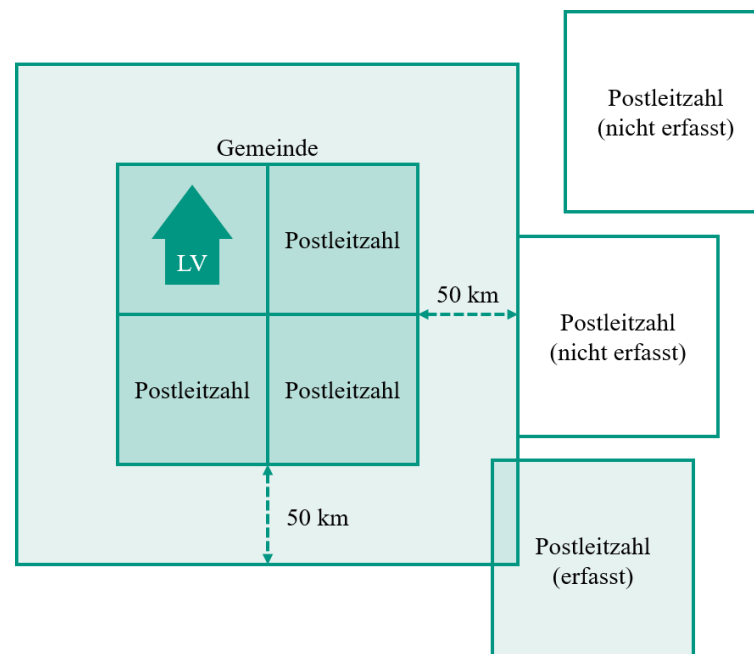 Postleitzahl
(nicht erfasst)
Gemeinde
Postleitzahl
LV
50 km
Postleitzahl
(nicht erfasst)
Postleitzahl
Postleitzahl
50 km
Postleitzahl
(erfasst)